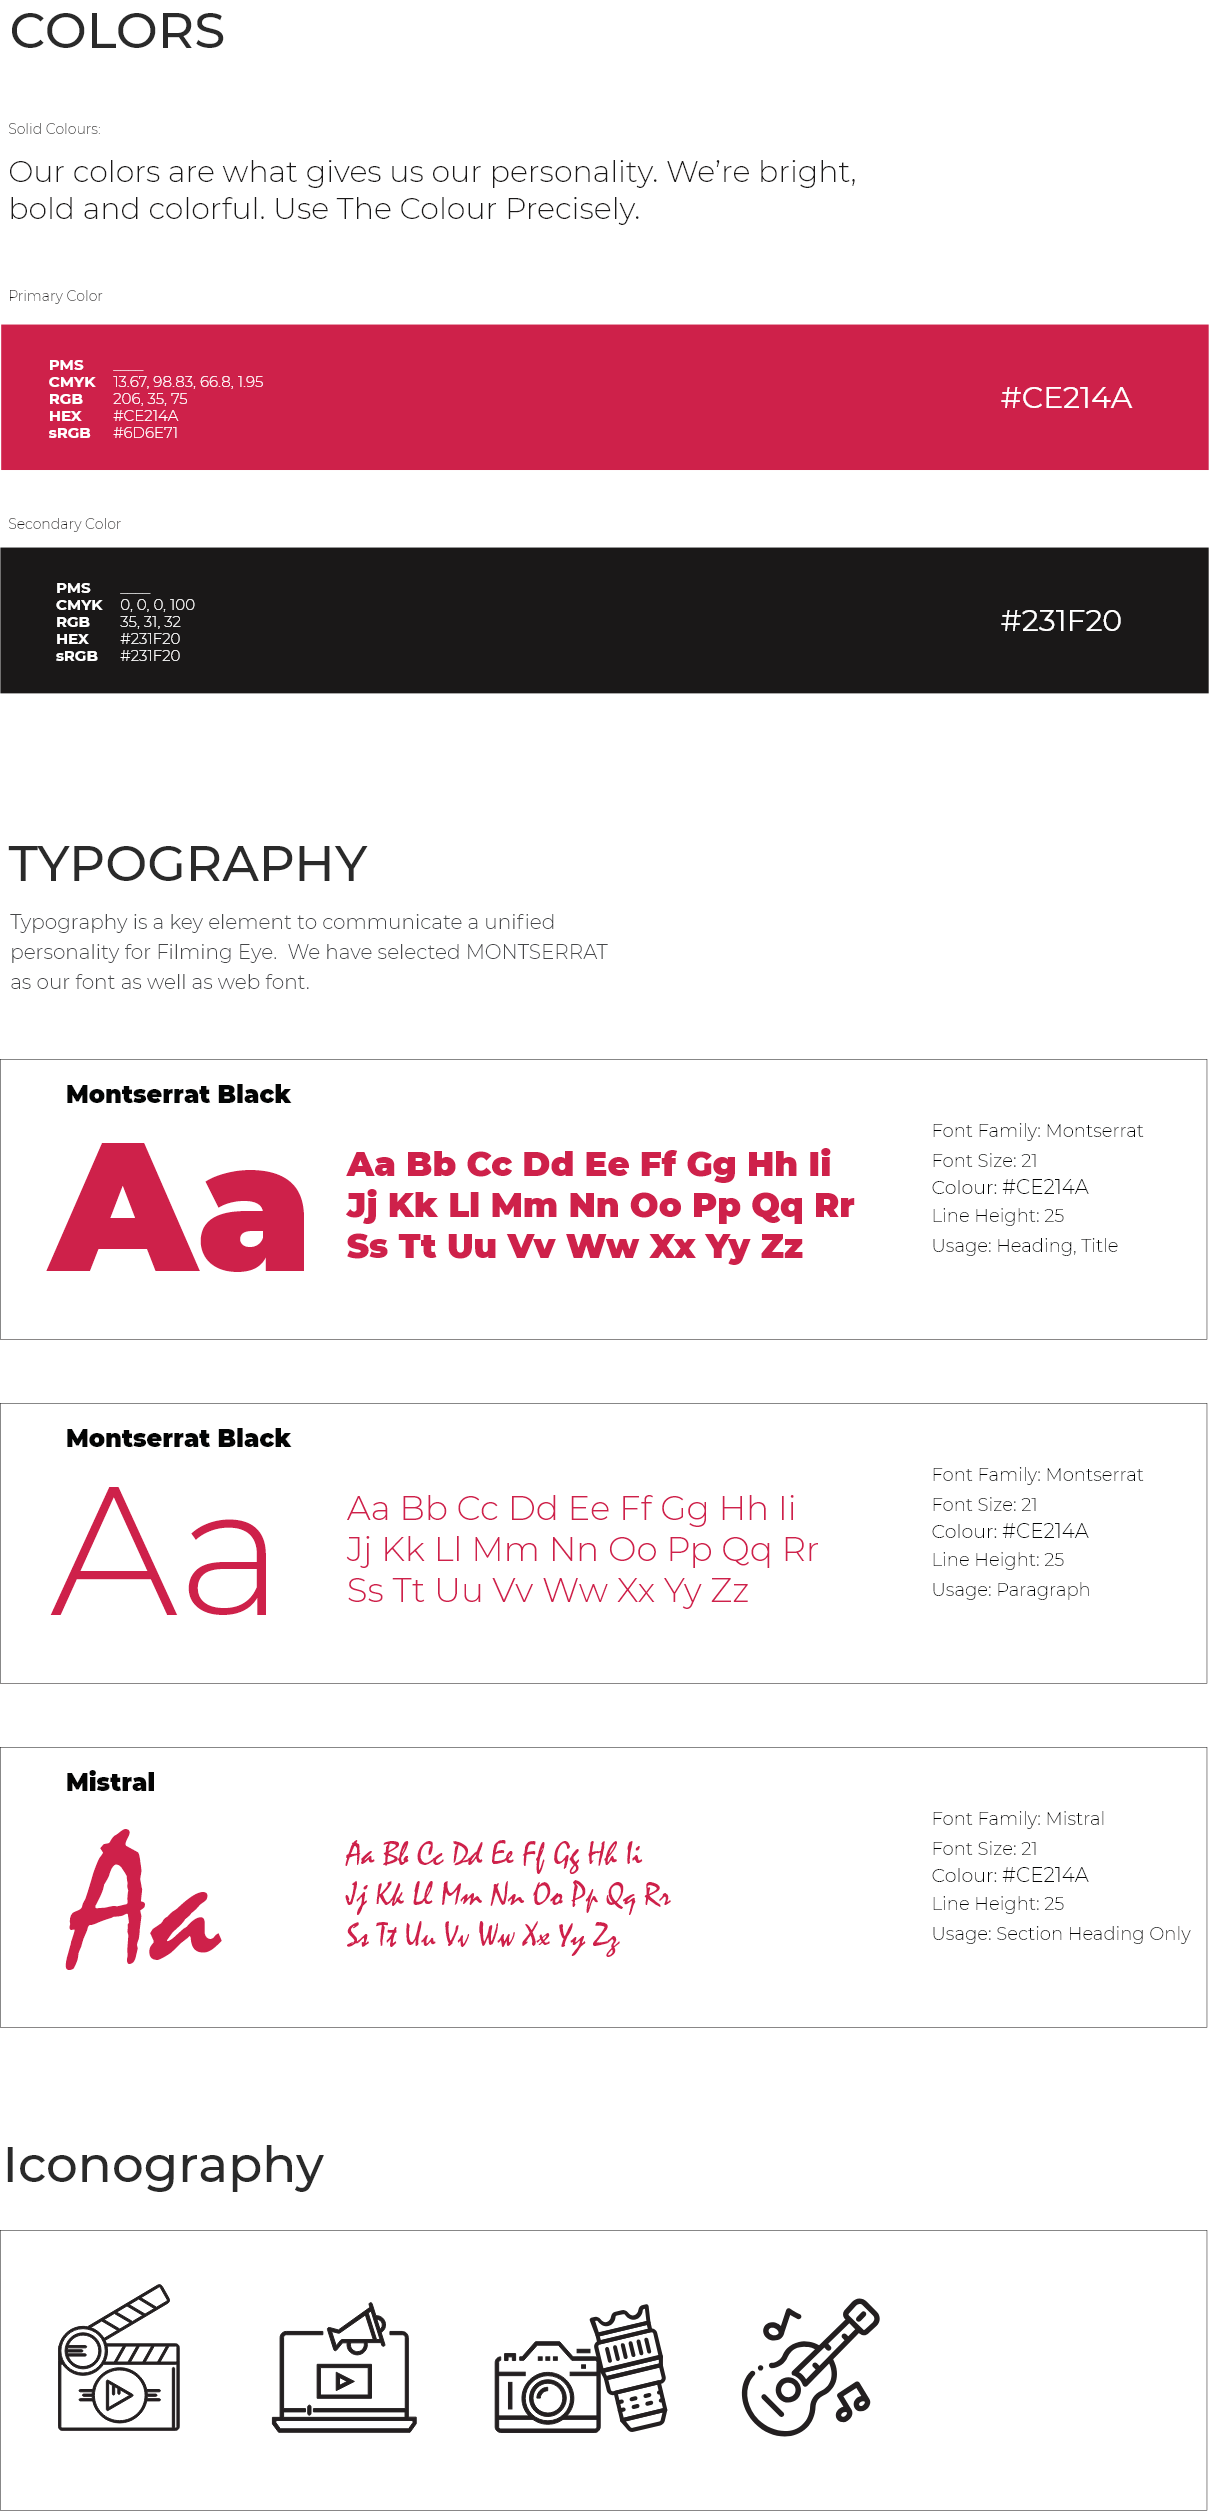 COLORS
Solid Colours:
Our colors are what gives us our personality. We’re bright,
bold and colorful. Use The Colour Precisely.
Primary Color
PMS ____
CMYK 13.67, 98.83, 66.8, 1.95
RGB 206, 35, 75
HEX #CE214A
sRGB #6D6E71
#CE214A
Secondary Color
PMS ____
CMYK 0, 0, 0, 100
RGB 35, 31, 32
HEX #231F20
sRGB #231F20
#231F20
TYPOGRAPHY
Typography is a key element to communicate a unified
personality for Filming Eye. We have selected MONTSERRAT
as our font as well as web font.
Montserrat Black
Aa
Aa Bb Cc Dd Ee Ff Gg Hh Ii
Jj Kk Ll Mm Nn Oo Pp Qq Rr
Ss Tt Uu Vv Ww Xx Yy Zz
Font Family: Montserrat
Font Size: 21
Colour: #CE214A
Line Height: 25
Usage: Heading, Title
Montserrat Black
Aa
Aa Bb Cc Dd Ee Ff Gg Hh Ii
Jj Kk Ll Mm Nn Oo Pp Qq Rr
Ss Tt Uu Vv Ww Xx Yy Zz
Font Family: Montserrat
Font Size: 21
Colour: #CE214A
Line Height: 25
Usage: Paragraph
Mistral
Aa
Aa Bb Cc Dd Ee Ff Gg Hh Ii
Jj Kk Ll Mm Nn Oo Pp Qq Rr
Ss Tt Uu Vv Ww Xx Yy Zz
Font Family: Mistral
Font Size: 21
Colour: #CE214A
Line Height: 25
Usage: Section Heading Only
Iconography